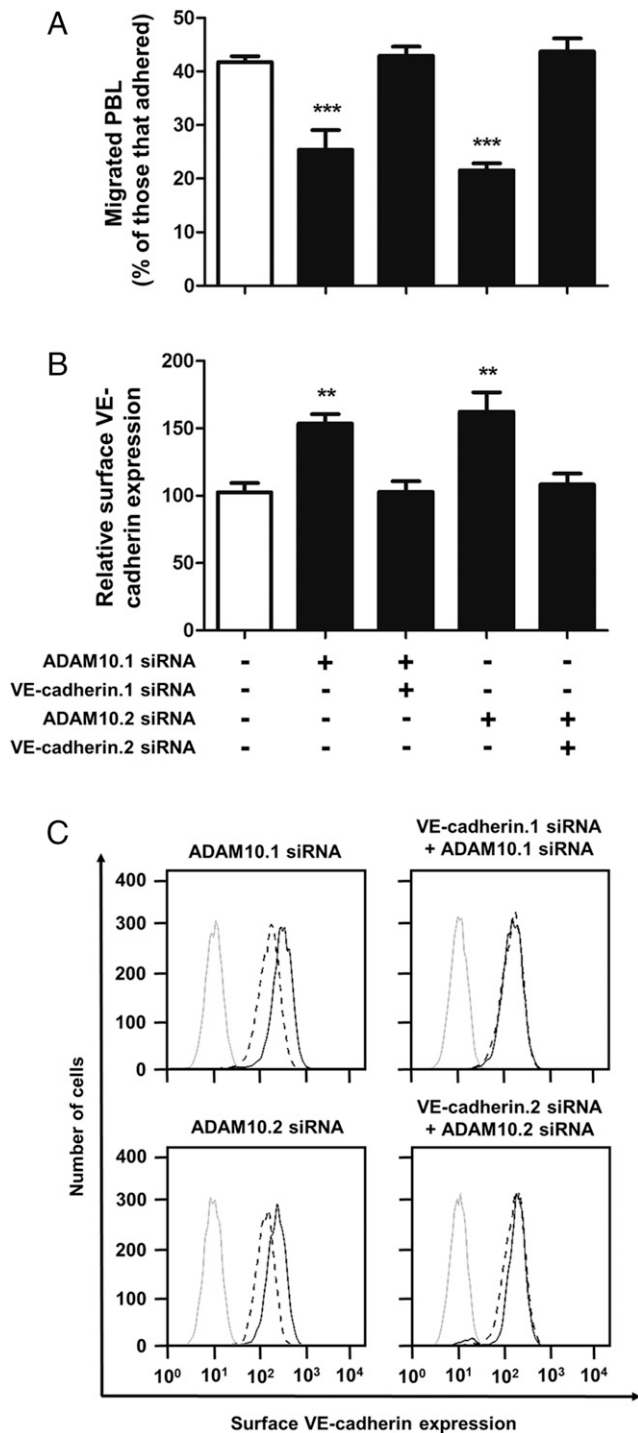 A
Migrated PBL
(% of those that adhered)
50
40
30
20
10
0
***
***
B
Relative surface VE-
cadherin expression
200
150
100
50
0
**
**
ADAM10.1 siRNA - + + - -
VE-cadherin.1 siRNA - - + - -
ADAM10.2 siRNA - - - + +
VE-cadherin.2 siRNA - - - - +
C
Number of cells
ADAM10.1 siRNA
400
300
200
100
0
VE-cadherin.1 siRNA
+ ADAM10.1 siRNA
ADAM10.2 siRNA
400
300
200
100
0
VE-cadherin.2 siRNA
+ ADAM10.2 siRNA
10⁰ 10¹ 10² 10³ 10⁴
10⁰ 10¹ 10² 10³ 10⁴
Surface VE-cadherin expression